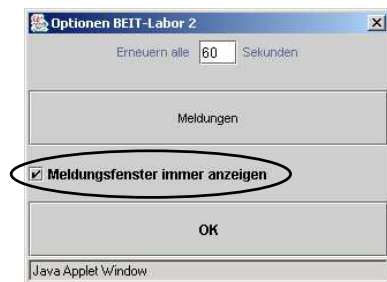 Optionen BEIT-Labor 2
Erneuern alle 60 Sekunden
Meldungen
Meldungsfenster immer anzeigen
OK
Java Applet Window